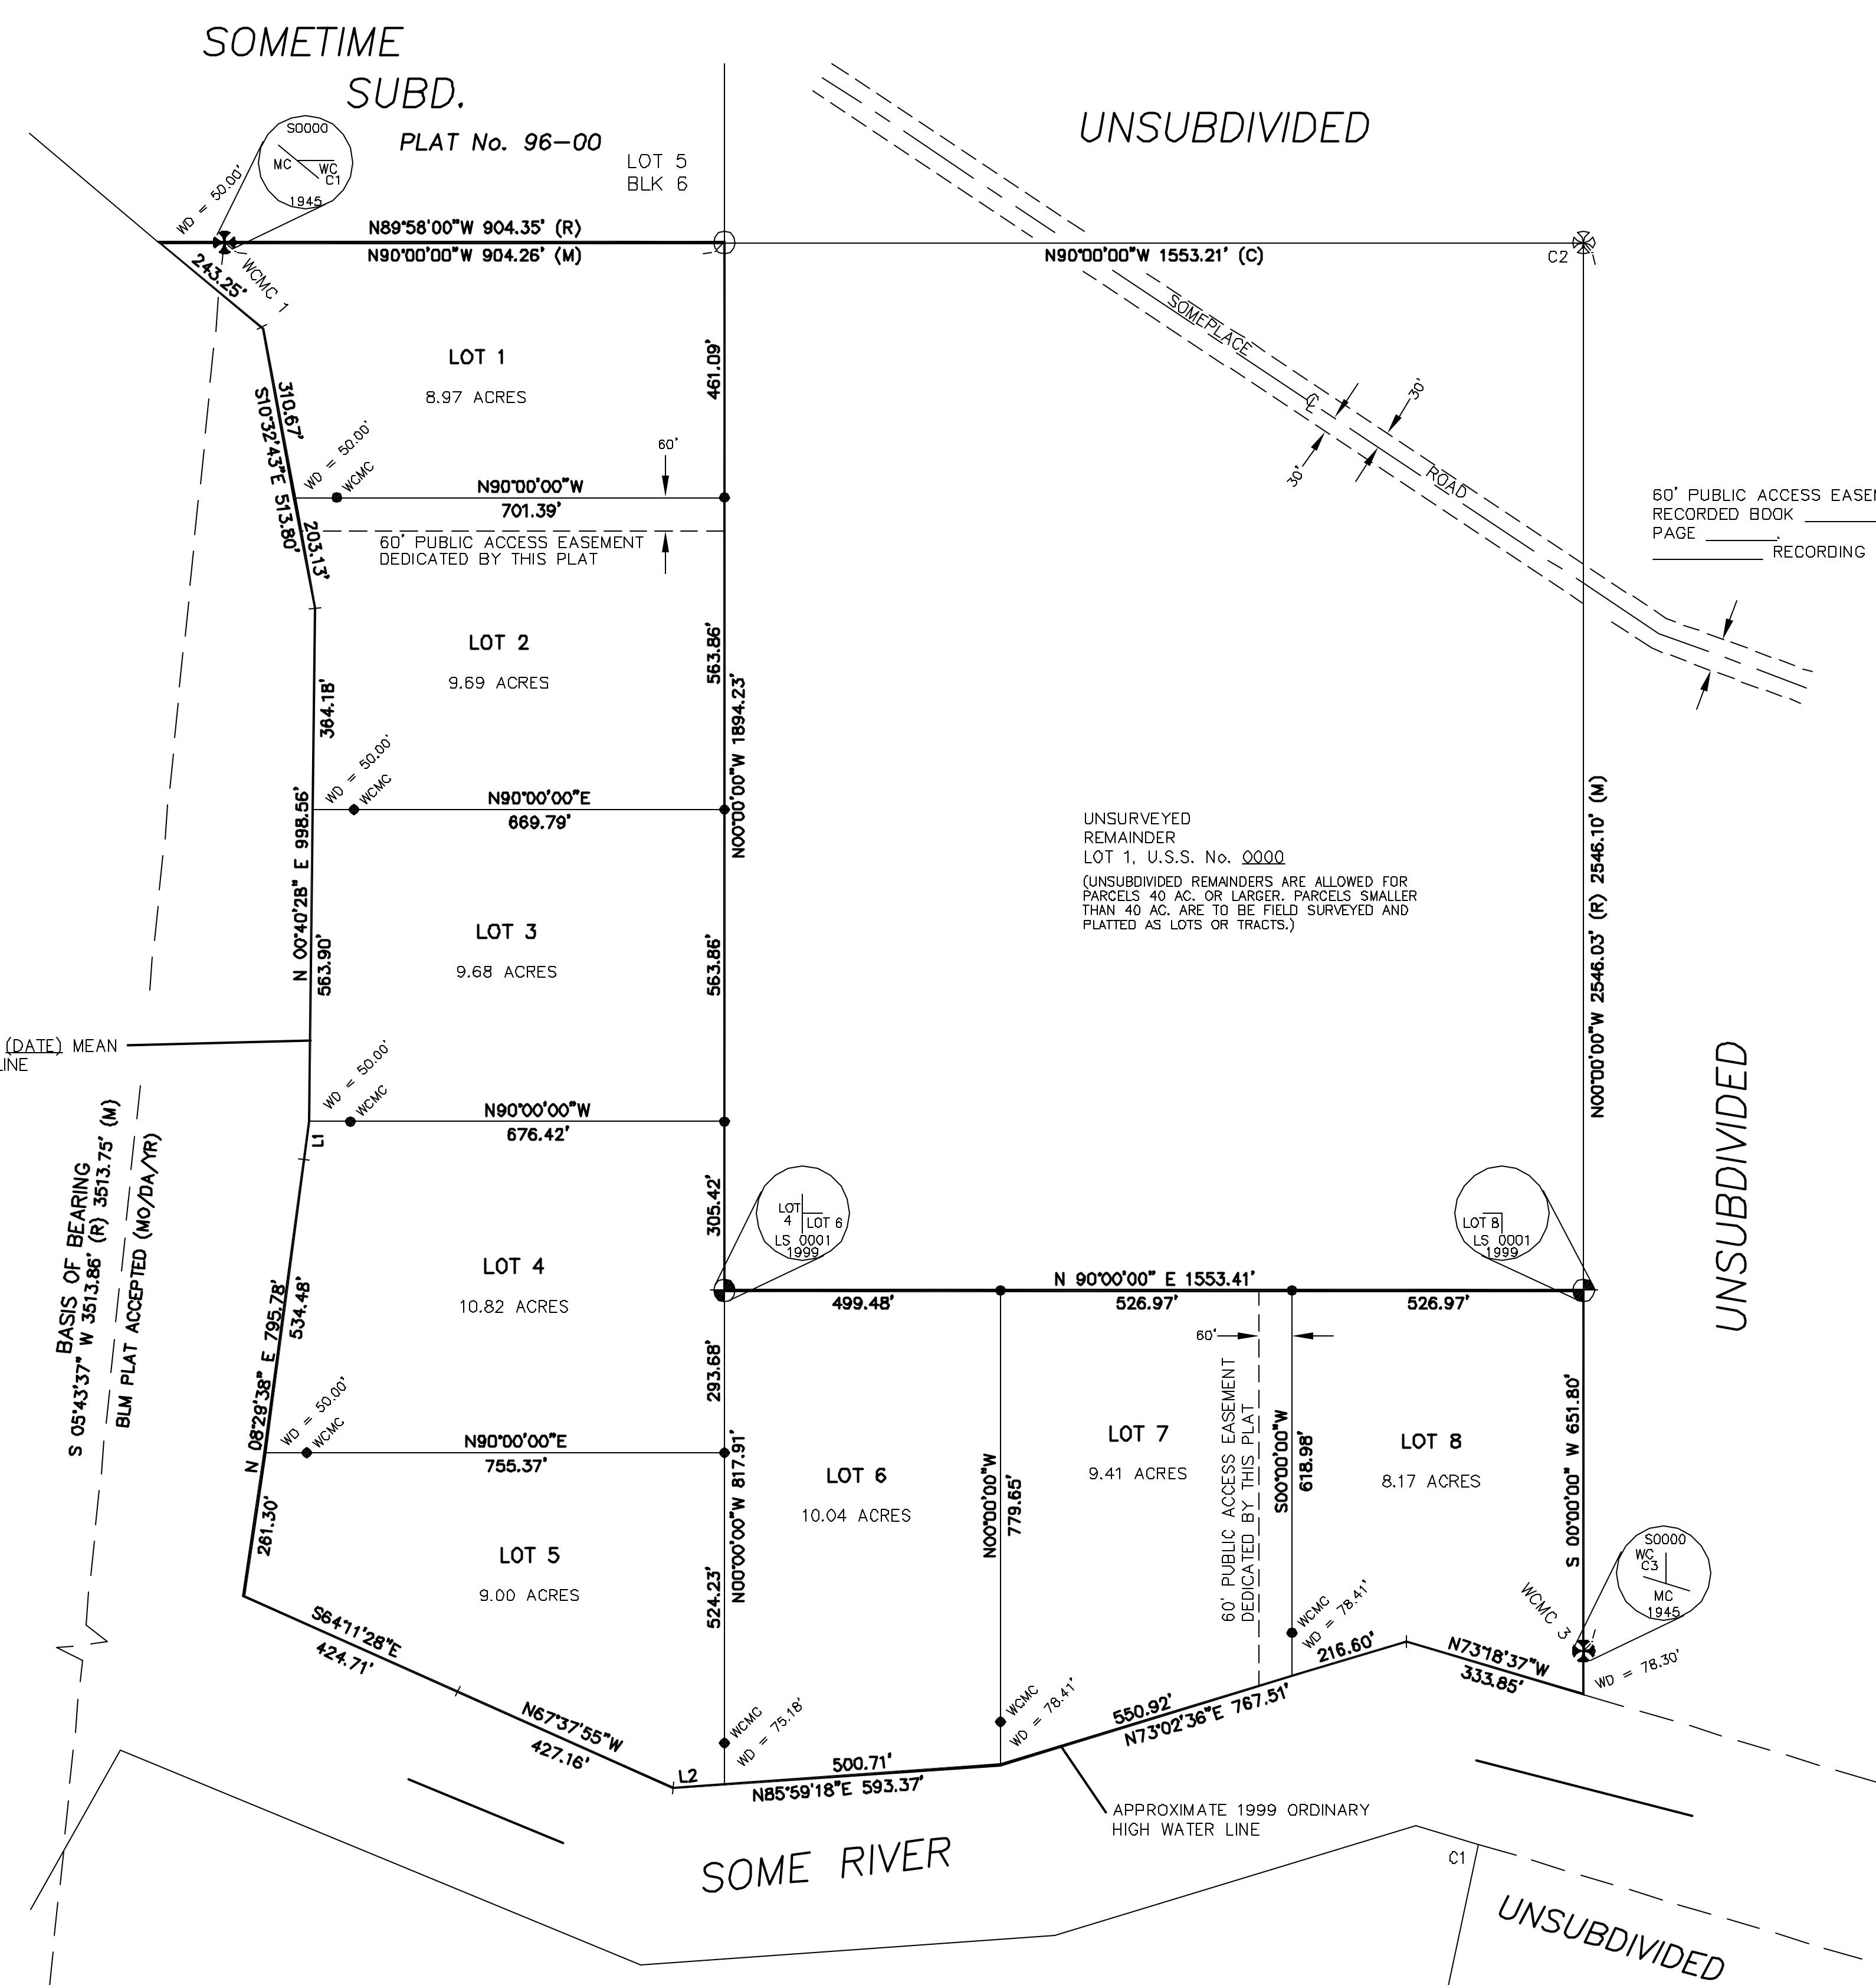 SOMETIME
SUBD.
PLAT No. 96-00
LOT 5
BLK 6
UNSUBDIVIDED
S0000
MC
WC
C1
1945
WD = 50.00'
WCMC 1
N89°58'00"W 904.35' (R)
N90°00'00"W 904.26' (M)
N90°00'00"W 1553.21' (C)
C2
243.25'
LOT 1
8.97 ACRES
461.09'
310.67'
S10°32'43"E 513.80'
203.13'
WD = 50.00'
WCMC
60'
N90°00'00"W
701.39'
60' PUBLIC ACCESS EASEMENT
DEDICATED BY THIS PLAT
SOMEPLACE
℄
ROAD
30'
30'
60' PUBLIC ACCESS
RECORDED BOOK
PAGE
RECORDING
LOT 2
9.69 ACRES
563.86'
364.18'
N00°00'00"W 1894.23'
WD = 50.00'
WCMC
N90°00'00"E
669.79'
N 00°40'28" E 998.56'
LOT 3
9.68 ACRES
563.90'
563.86'
UNSURVEYED
REMAINDER
LOT 1, U.S.S. No. 0000
(UNSUBDIVIDED REMAINDERS ARE ALLOWED FOR
PARCELS 40 AC. OR LARGER. PARCELS SMALLER
THAN 40 AC. ARE TO BE FIELD SURVEYED AND
PLATTED AS LOTS OR TRACTS.)
N00°00'00"W 2546.03' (R) 2546.10' (M)
UNSUBDIVIDED
(DATE) MEAN
WD = 50.00'
WCMC
N90°00'00"W
676.42'
L1
BASIS OF BEARING
S 05°43'37" W 3513.86' (R) 3513.75' (M)
BLM PLAT ACCEPTED (MO/DA/YR)
305.42'
LOT
4
LOT 6
LS 0001
1999
LOT 8
LS 0001
1999
LOT 4
10.82 ACRES
N 08°29'38" E 795.78'
534.48'
N 90°00'00" E 1553.41'
499.48'
526.97'
526.97'
60'
293.68'
WD = 50.00'
WCMC
N90°00'00"E
755.37'
N00°00'00"W 817.91'
LOT 6
10.04 ACRES
N00°00'00"W
779.65'
LOT 7
9.41 ACRES
60' PUBLIC ACCESS EASEMENT
DEDICATED BY THIS PLAT
S00°00'00"W
618.98'
LOT 8
8.17 ACRES
S 00°00'00" W 651.80'
261.30'
LOT 5
9.00 ACRES
524.23'
S0000
WC
C3
MC
1945
WCMC 3
WD = 78.30'
S64°11'28"E
424.71'
N67°37'55"W
427.16'
L2
WCMC
WD = 75.18'
WCMC
WD = 78.41'
WCMC
WD = 78.41'
500.71'
N85°59'18"E 593.37'
550.92'
N73°02'36"E 767.51'
216.60'
N73°18'37"W
333.85'
APPROXIMATE 1999 ORDINARY
HIGH WATER LINE
SOME RIVER
C1
UNSUBDIVIDED